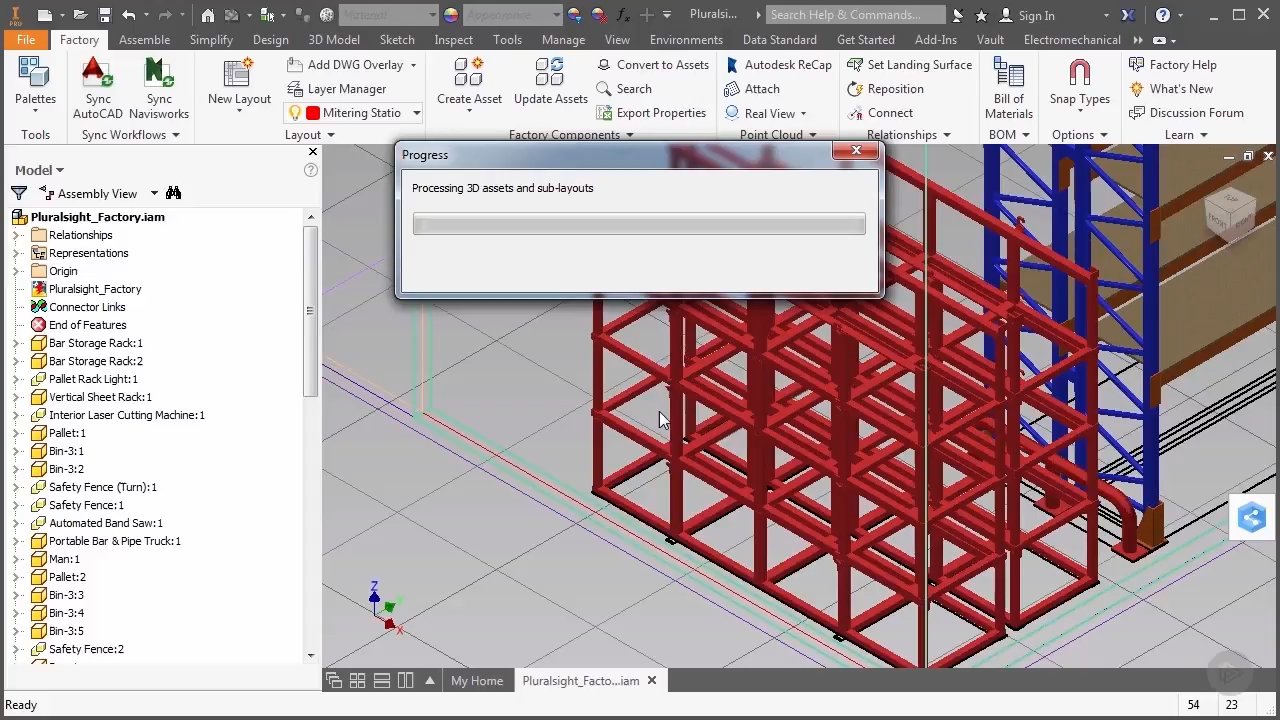 PRO
Material
Appearance
Pluralsi...
Search Help & Commands...
Sign In
File
Factory
Assemble
Simplify
Design
3D Model
Sketch
Inspect
Tools
Manage
View
Environments
Data Standard
Get Started
Add-Ins
Vault
Electromechanical
Palettes
Sync AutoCAD
Sync Navisworks
New Layout
Add DWG Overlay
Layer Manager
Mitering Statio
Create Asset
Update Assets
Convert to Assets
Search
Export Properties
Autodesk ReCap
Attach
Real View
Set Landing Surface
Reposition
Connect
Bill of Materials
Snap Types
Factory Help
What's New
Discussion Forum
Tools
Sync Workflows
Layout
Factory Components
Point Cloud
Relationships
BOM
Options
Learn
Model
Assembly View
Pluralsight_Factory.iam
Relationships
Representations
Origin
Pluralsight_Factory
Connector Links
End of Features
Bar Storage Rack:1
Bar Storage Rack:2
Pallet Rack Light:1
Vertical Sheet Rack:1
Interior Laser Cutting Machine:1
Pallet:1
Bin-3:1
Bin-3:2
Safety Fence (Turn):1
Safety Fence:1
Automated Band Saw:1
Portable Bar & Pipe Truck:1
Man:1
Pallet:2
Bin-3:3
Bin-3:4
Bin-3:5
Safety Fence:2
Progress
Processing 3D assets and sub-layouts
TOP
FRONT
Z
X
My Home
Pluralsight_Facto...iam
Ready
54
23